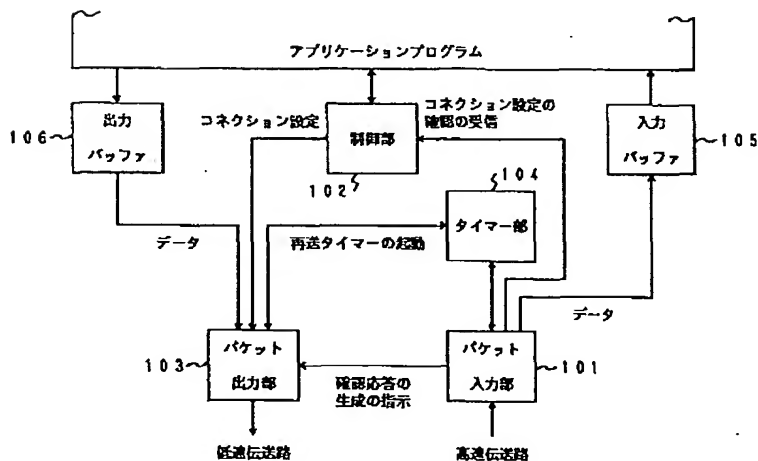 アプリケーションプログラム
106
出力
バッファ
コネクション設定
制御部
102
コネクション設定の
確認の受信
入力
バッファ
105
104
タイマー部
データ
再送タイマーの起動
データ
103
パケット
出力部
確認応答の
生成の指示
パケット
入力部
101
低速伝送路
高速伝送路